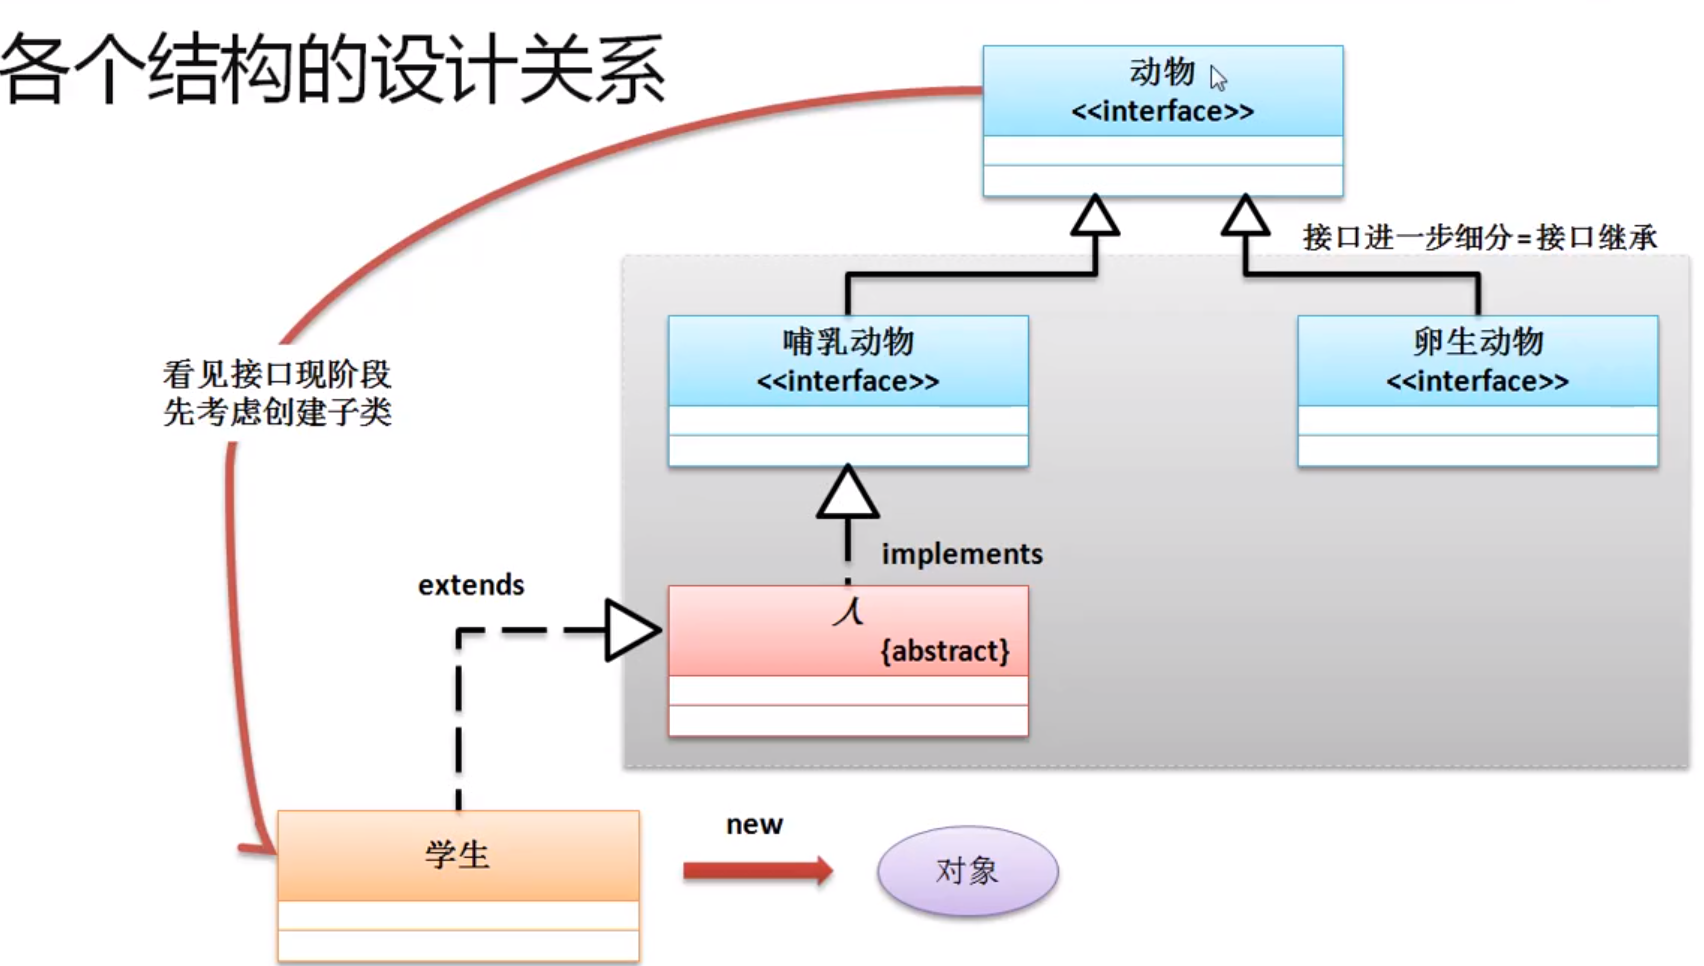 各个结构的设计关系
动物
<<interface>>
接口进一步细分=接口继承
哺乳动物
<<interface>>
卵生动物
<<interface>>
看见接口现阶段
先考虑创建子类
implements
extends
人
{abstract}
学生
new
对象